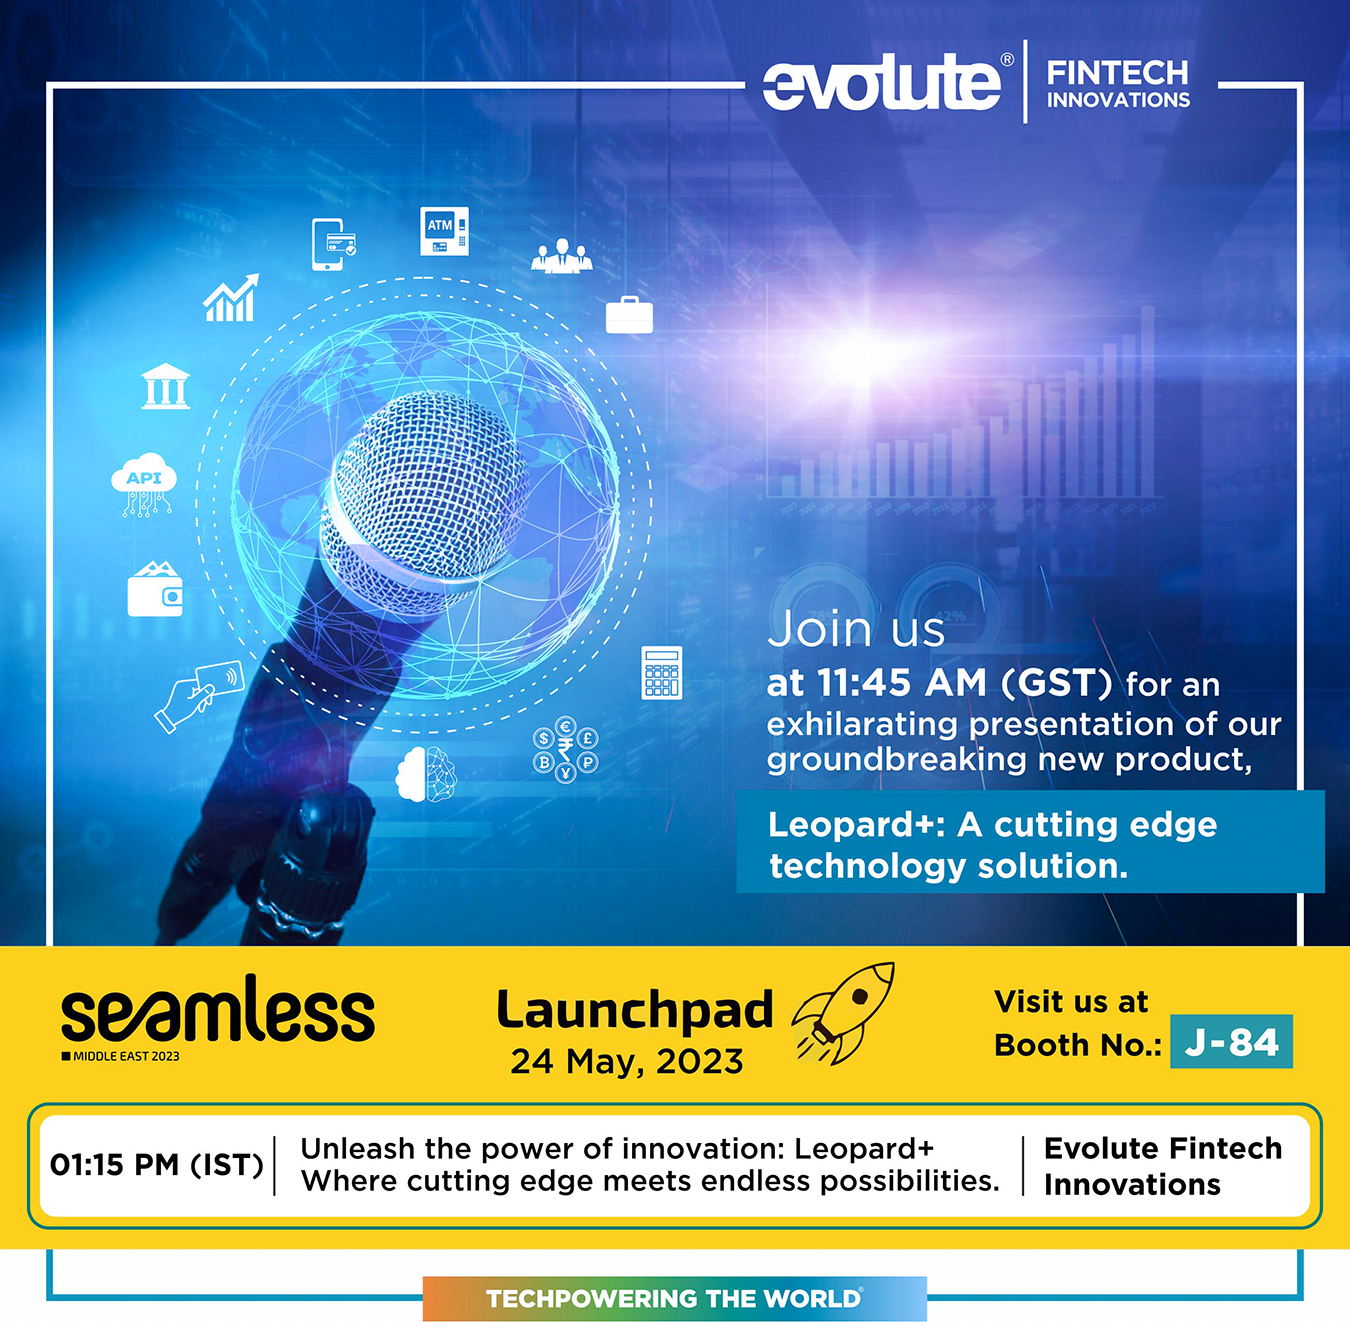 evolute®
FINTECH
INNOVATIONS
ATM
API
$ € £
₹
B ¥ P
78%
42%
Join us
at 11:45 AM (GST) for an
exhilarating presentation of our
groundbreaking new product,
Leopard+: A cutting edge
technology solution.
seamless
MIDDLE EAST 2023
Launchpad
24 May, 2023
Visit us at
Booth No.: J-84
01:15 PM (IST)
Unleash the power of innovation: Leopard+
Where cutting edge meets endless possibilities.
Evolute Fintech
Innovations
TECHPOWERING THE WORLD®